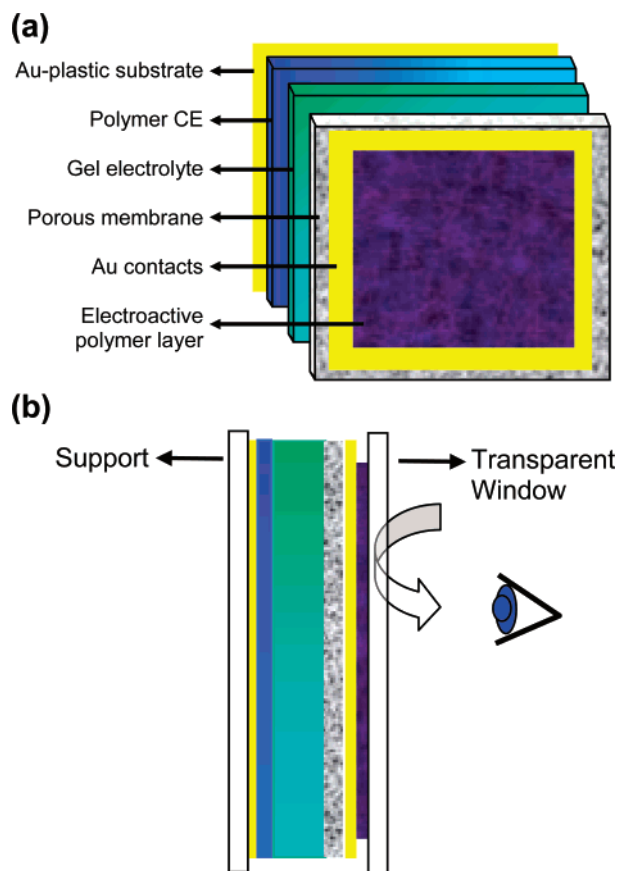 (a)
Au-plastic substrate
Polymer CE
Gel electrolyte
Porous membrane
Au contacts
Electroactive
polymer layer
(b)
Support
Transparent
Window